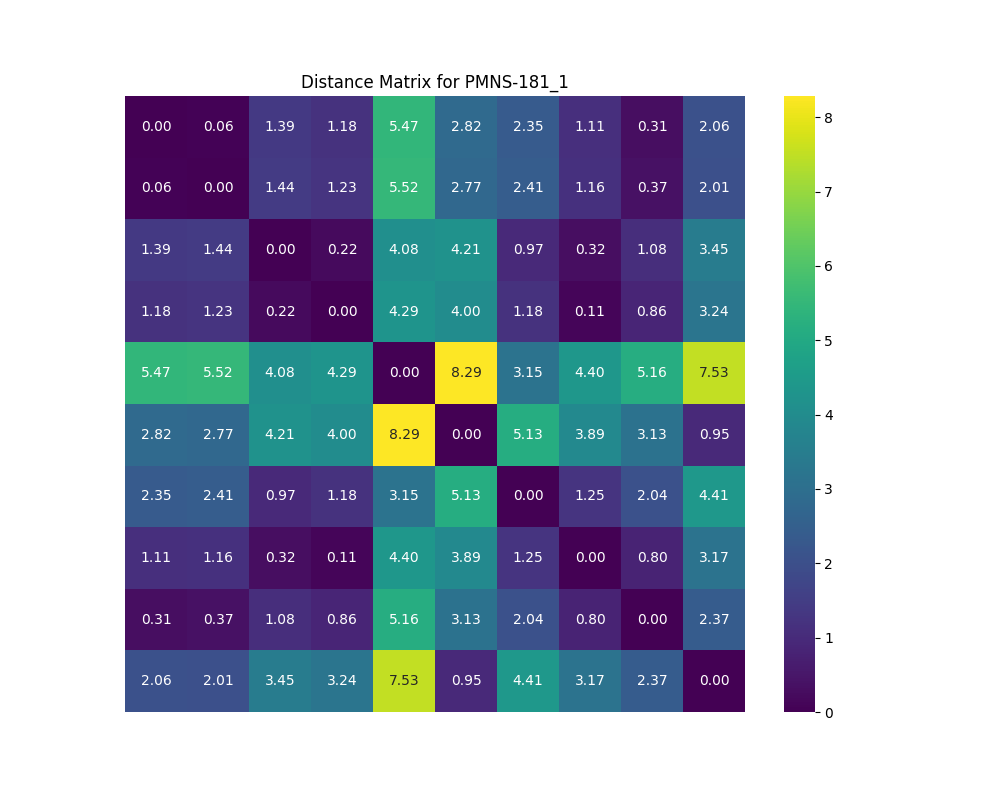 Distance Matrix for PMNS-181_1
0.00 0.06 1.39 1.18 5.47 2.82 2.35 1.11 0.31 2.06
0.06 0.00 1.44 1.23 5.52 2.77 2.41 1.16 0.37 2.01
1.39 1.44 0.00 0.22 4.08 4.21 0.97 0.32 1.08 3.45
1.18 1.23 0.22 0.00 4.29 4.00 1.18 0.11 0.86 3.24
5.47 5.52 4.08 4.29 0.00 8.29 3.15 4.40 5.16 7.53
2.82 2.77 4.21 4.00 8.29 0.00 5.13 3.89 3.13 0.95
2.35 2.41 0.97 1.18 3.15 5.13 0.00 1.25 2.04 4.41
1.11 1.16 0.32 0.11 4.40 3.89 1.25 0.00 0.80 3.17
0.31 0.37 1.08 0.86 5.16 3.13 2.04 0.80 0.00 2.37
2.06 2.01 3.45 3.24 7.53 0.95 4.41 3.17 2.37 0.00
8
7
6
5
4
3
2
1
0